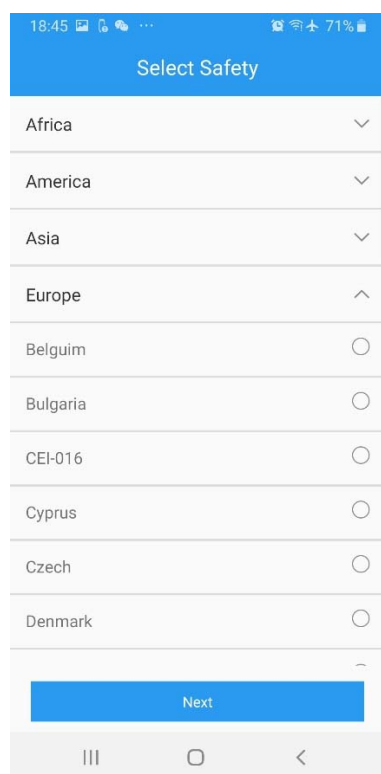 18:45 ... 71%
Select Safety
Africa
America
Asia
Europe
Belguim
Bulgaria
CEI-016
Cyprus
Czech
Denmark
Next